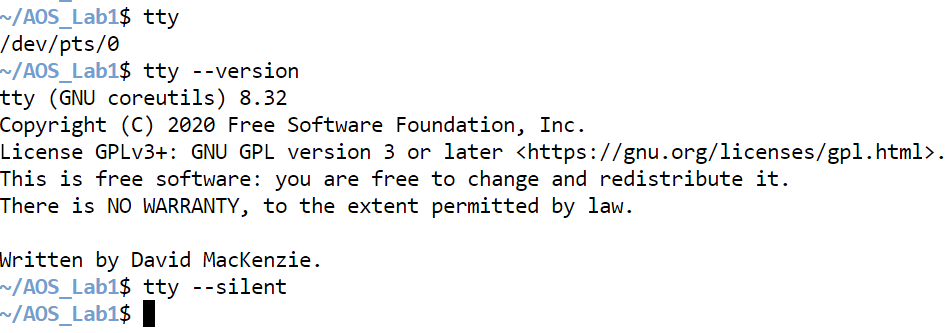 ~/AOS_Lab1$ tty
/dev/pts/0
~/AOS_Lab1$ tty --version
tty (GNU coreutils) 8.32
Copyright (C) 2020 Free Software Foundation, Inc.
License GPLv3+: GNU GPL version 3 or later <https://gnu.org/licenses/gpl.html>.
This is free software: you are free to change and redistribute it.
There is NO WARRANTY, to the extent permitted by law.

Written by David MacKenzie.
~/AOS_Lab1$ tty --silent
~/AOS_Lab1$